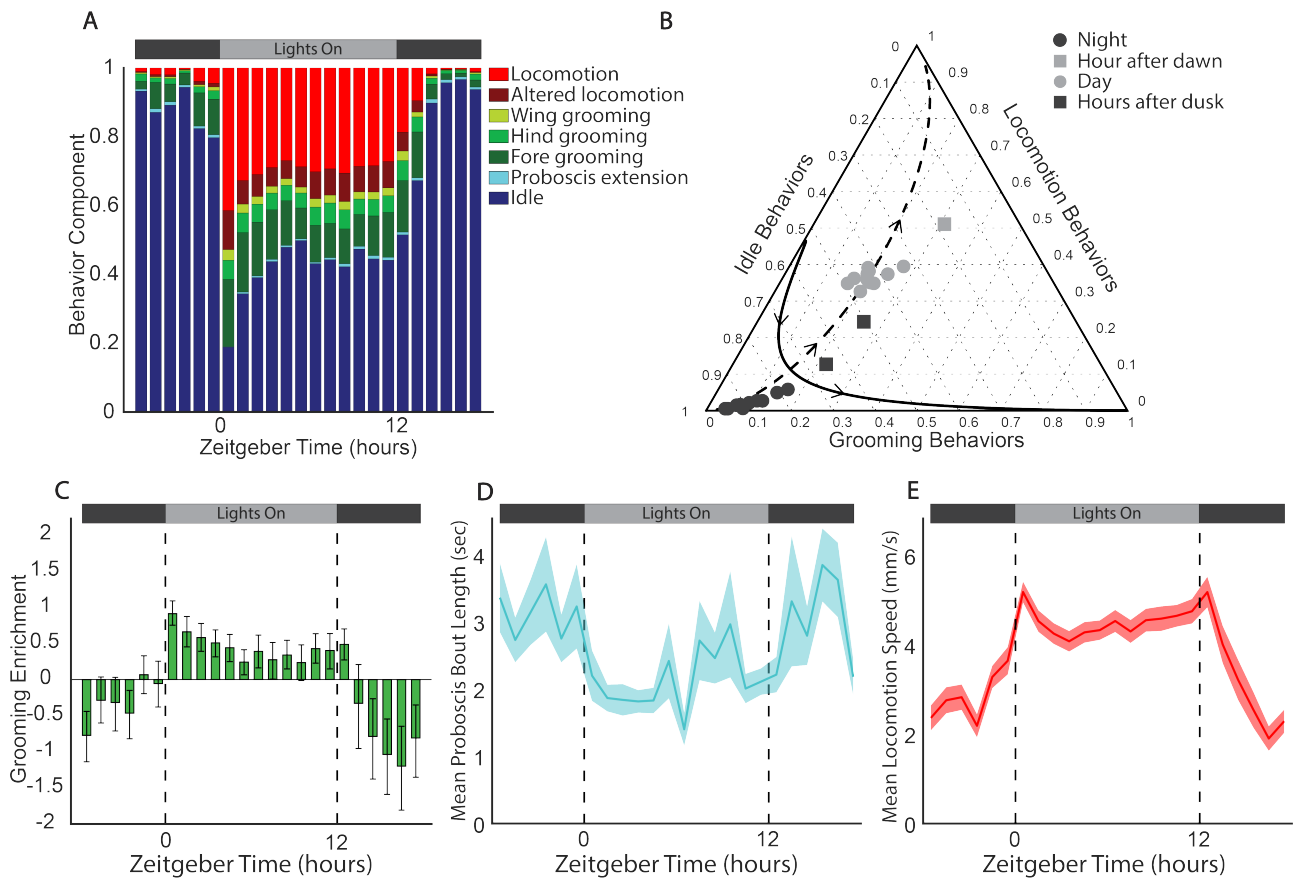 A
Lights On
Behavior Component
1
0.8
0.6
0.4
0.2
0
0
12
Zeitgeber Time (hours)
Locomotion
Altered locomotion
Wing grooming
Hind grooming
Fore grooming
Proboscis extension
Idle
B
Night
Hour after dawn
Day
Hours after dusk
Idle Behaviors
0
0.1
0.2
0.3
0.4
0.5
0.6
0.7
0.8
0.9
1
Locomotion Behaviors
1
0.9
0.8
0.7
0.6
0.5
0.4
0.3
0.2
0.1
0
0
0.1
0.2
0.3
0.4
0.5
0.6
0.7
0.8
0.9
1
Grooming Behaviors
C
Lights On
Grooming Enrichment
2
1.5
1
0.5
0
-0.5
-1
-1.5
-2
0
12
Zeitgeber Time (hours)
D
Lights On
Mean Proboscis Bout Length (sec)
4
3
2
1
0
0
12
Zeitgeber Time (hours)
E
Lights On
Mean Locomotion Speed (mm/s)
6
4
2
0
0
12
Zeitgeber Time (hours)